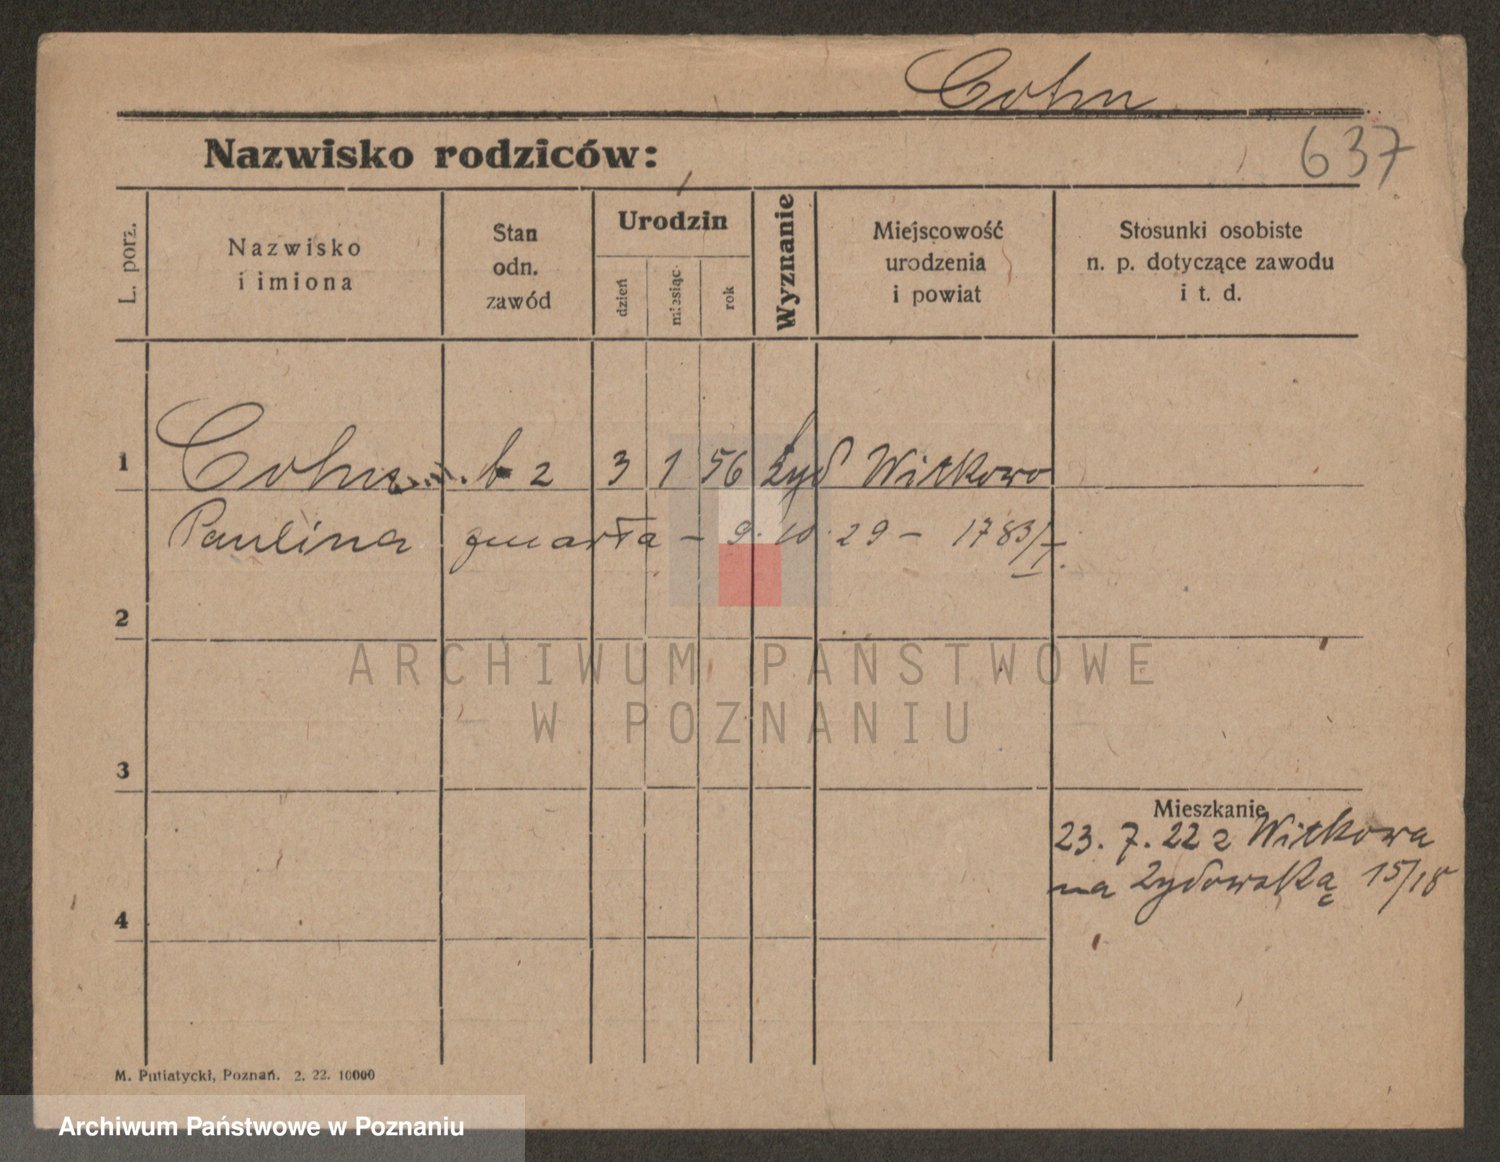 Cohn
637
Nazwisko rodziców:
L. porz.
Nazwisko
i imiona
Stan
odn.
zawód
Urodzin
dzień
miesiąc
rok
Wyznanie
Miejscowość
urodzenia
i powiat
Stosunki osobiste
n. p. dotyczące zawodu
i t. d.
1 Cohn 3 1 56 żyd Witkowo
Paulina zmarła – 9.10.29 – 1783/
2
ARCHIWUM PAŃSTWOWE
W POZNANIU
3
Mieszkanie
23. 7. 22 z Witkowa
na Żydowską 15/18
4
M. Putiatycki, Poznań. 2. 22. 10000
Archiwum Państwowe w Poznaniu